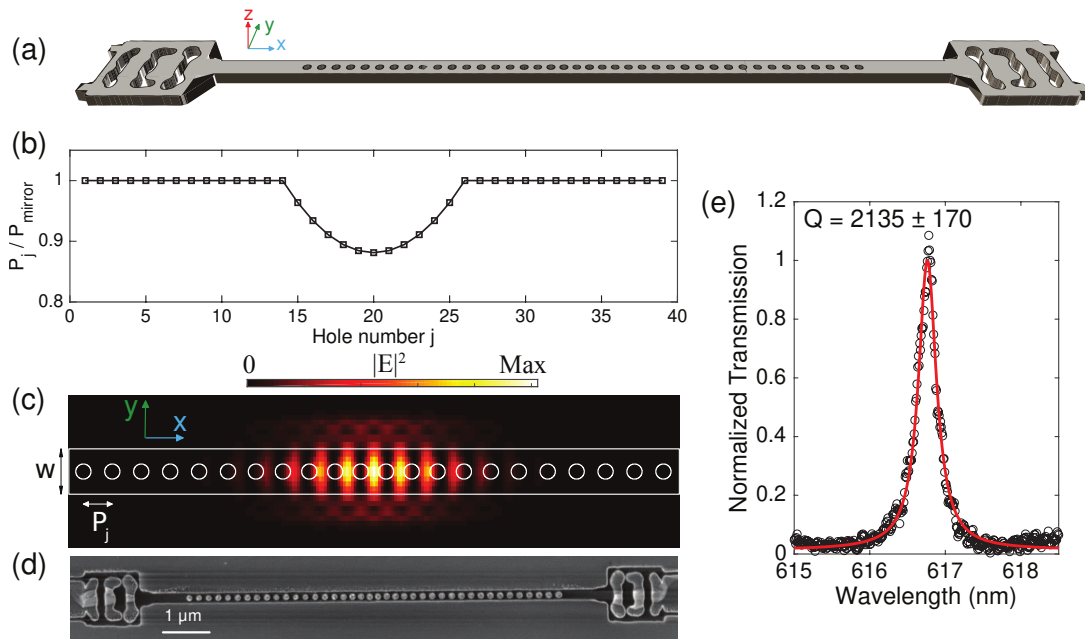 (a)
z
y
x
(b)
P_j / P_mirror
1
0.9
0.8
0
5
10
15
20
25
30
35
40
Hole number j
0
|E|²
Max
(c)
y
x
w
P_j
(d)
1 μm
(e)
Q = 2135 ± 170
Normalized Transmission
1.2
1
0.8
0.6
0.4
0.2
0
615
616
617
618
Wavelength (nm)